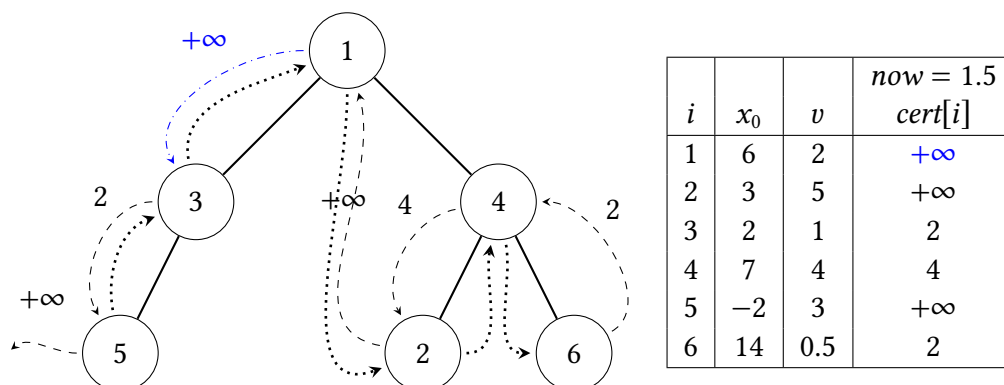 +∞
1
3
4
2
+∞
4
2
+∞
5
2
6
now = 1.5
i x₀ v cert[i]
1 6 2 +∞
2 3 5 +∞
3 2 1 2
4 7 4 4
5 −2 3 +∞
6 14 0.5 2